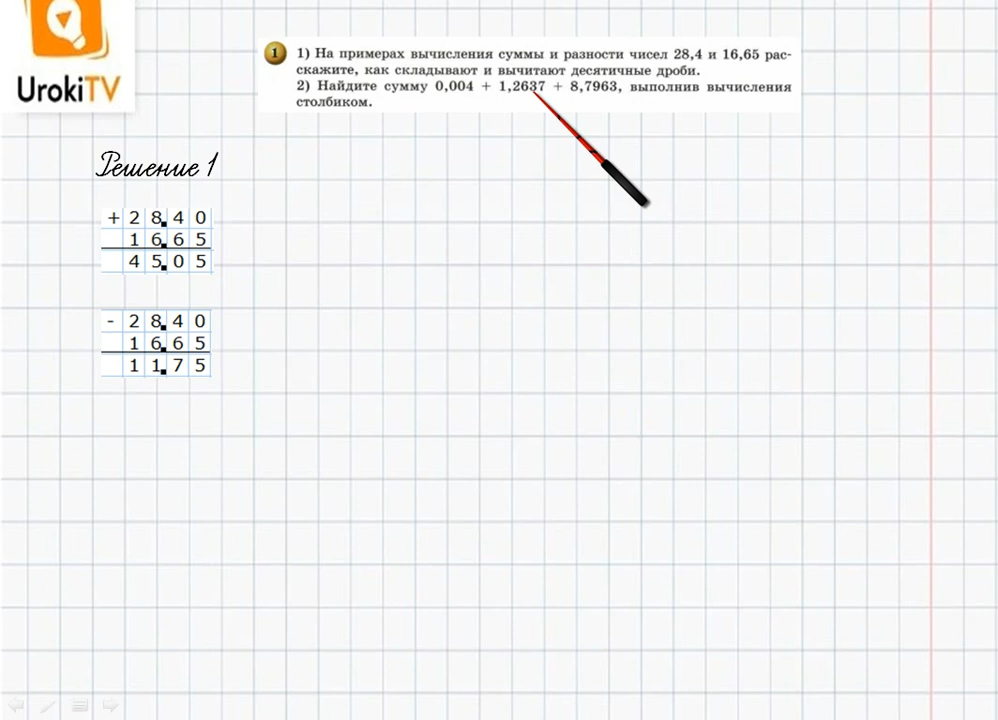 UrokiTV
1 1) На примерах вычисления суммы и разности чисел 28,4 и 16,65 рас-
скажите, как складывают и вычитают десятичные дроби.
2) Найдите сумму 0,004 + 1,2637 + 8,7963, выполнив вычисления
столбиком.
Решение 1
+ 2 8. 4 0
1 6. 6 5
4 5. 0 5
- 2 8. 4 0
1 6. 6 5
1 1. 7 5